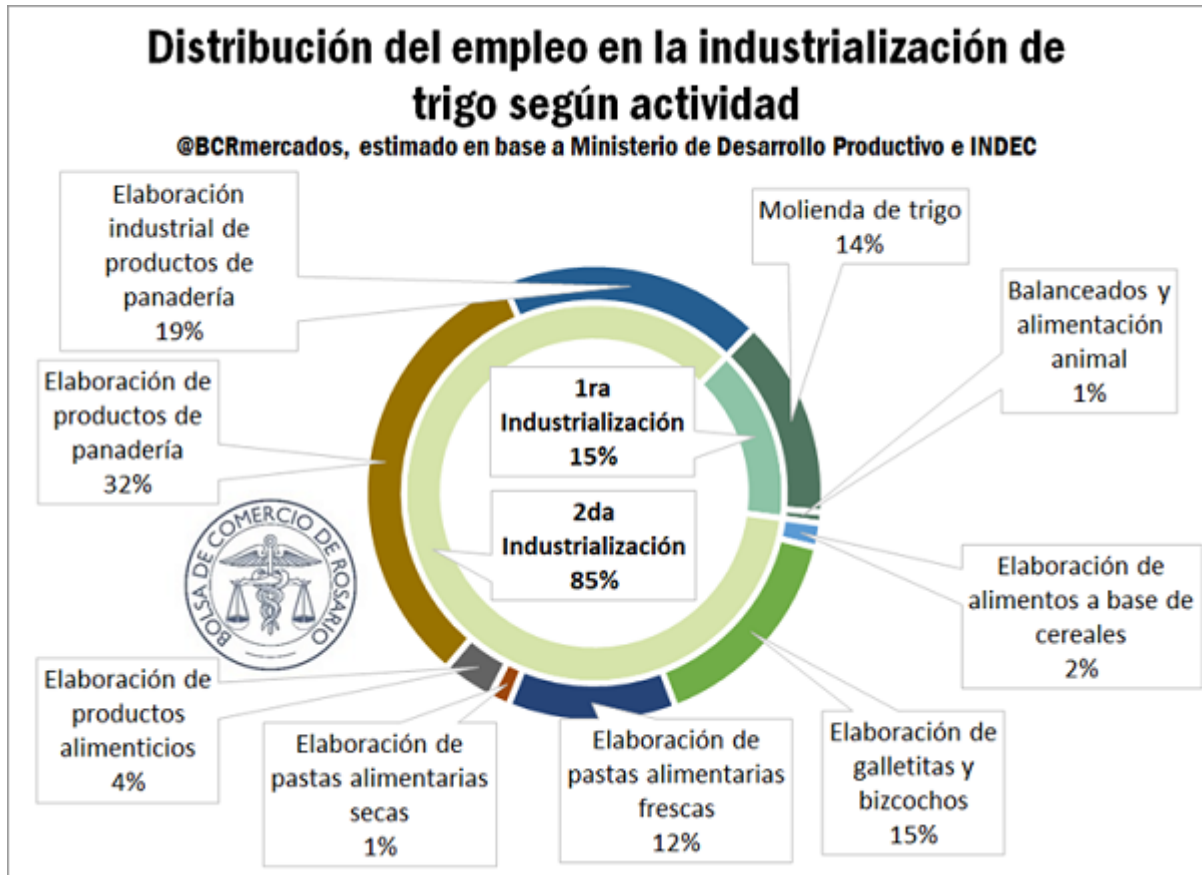 Distribución del empleo en la industrialización de
trigo según actividad
@BCRmercados, estimado en base a Ministerio de Desarrollo Productivo e INDEC
Elaboración
industrial de
productos de
panadería
19%
Molienda de trigo
14%
Balanceados y
alimentación
animal
1%
Elaboración de
productos de
panadería
32%
1ra
Industrialización
15%
2da
Industrialización
85%
BOLSA DE COMERCIO DE ROSARIO
Elaboración de
alimentos a base de
cereales
2%
Elaboración de
productos
alimenticios
4%
Elaboración de
pastas alimentarias
secas
1%
Elaboración de
pastas alimentarias
frescas
12%
Elaboración de
galletitas y
bizcochos
15%